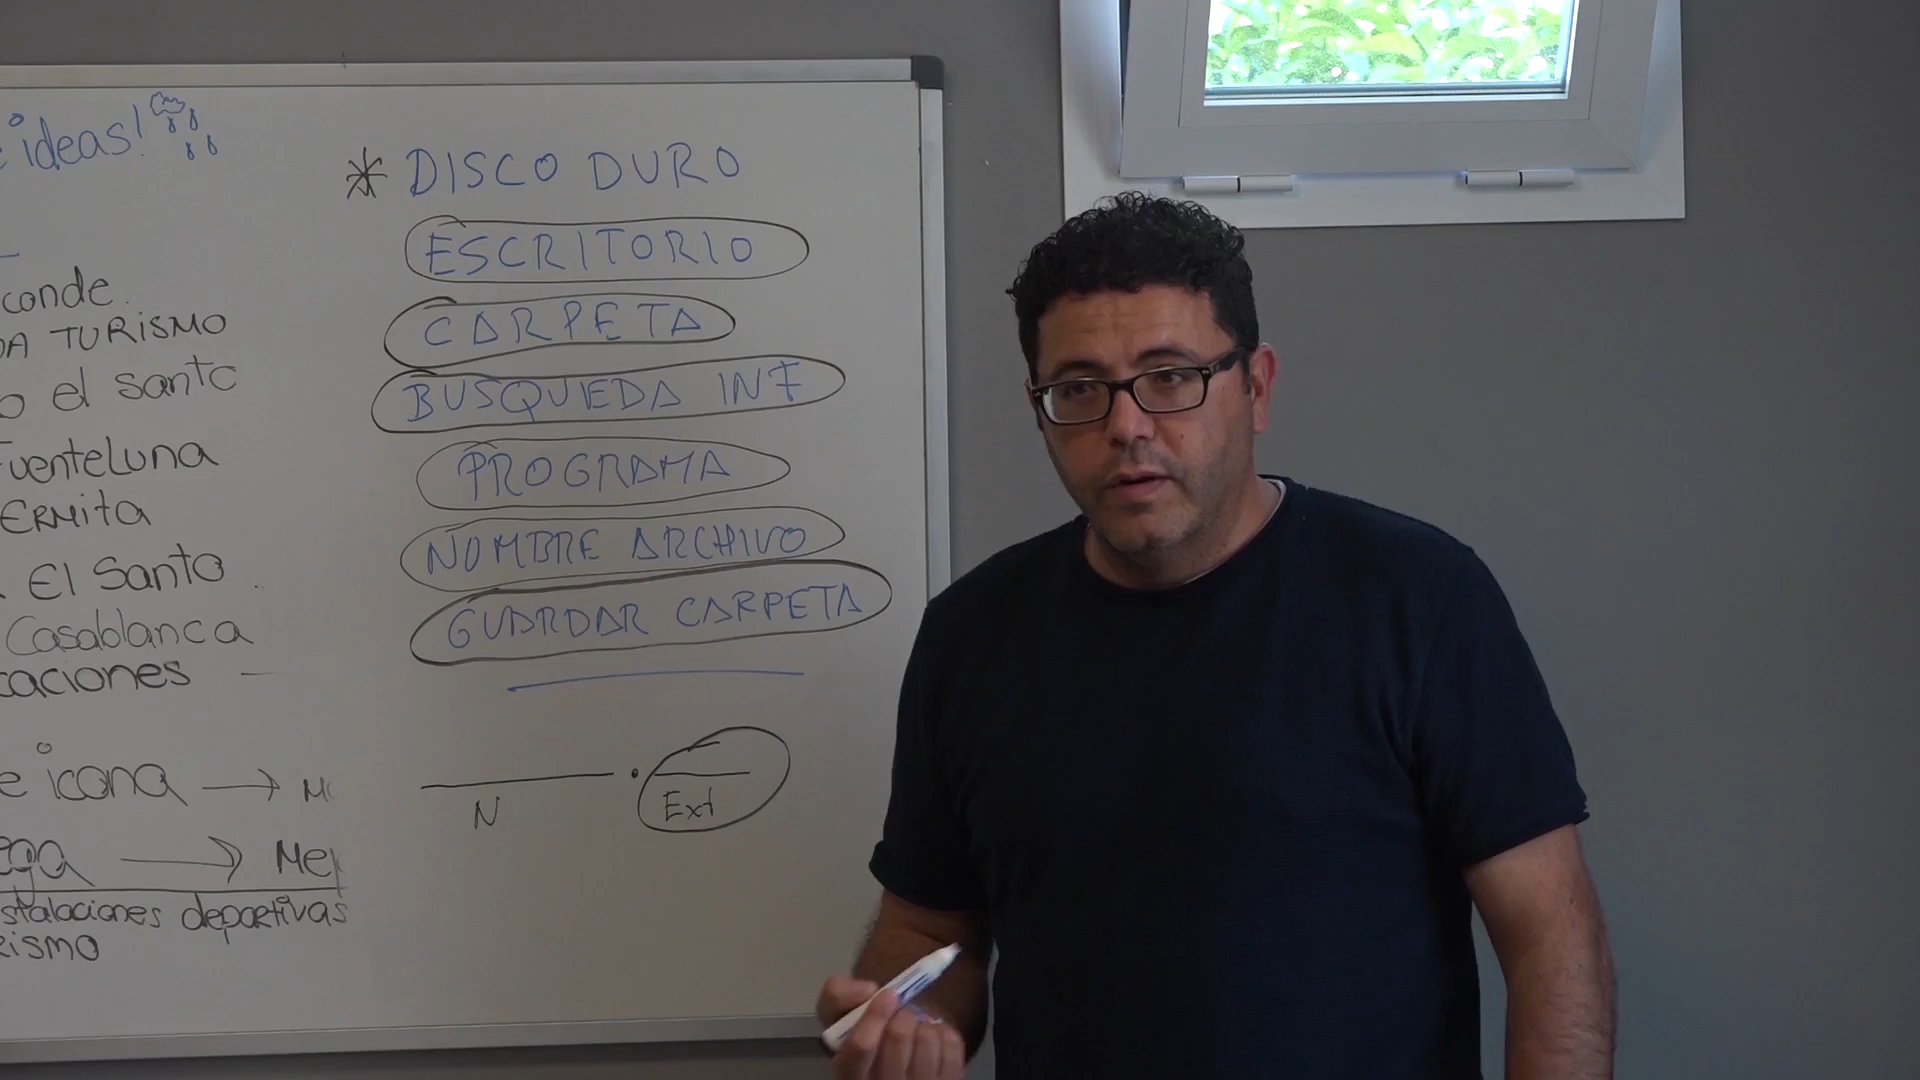 ideas!
conde
TURISMO
el santo
FuenteLuna
ERMita
El Santo
Casablanca
caciones
icona →
→ Me
stalaciones deportivas
rismo
* DISCO DURO
ESCRITORIO
CARPETA
BUSQUEDA INF
PROGRAMA
NOMBRE ARCHIVO
GUARDAR CARPETA
.
N Ext